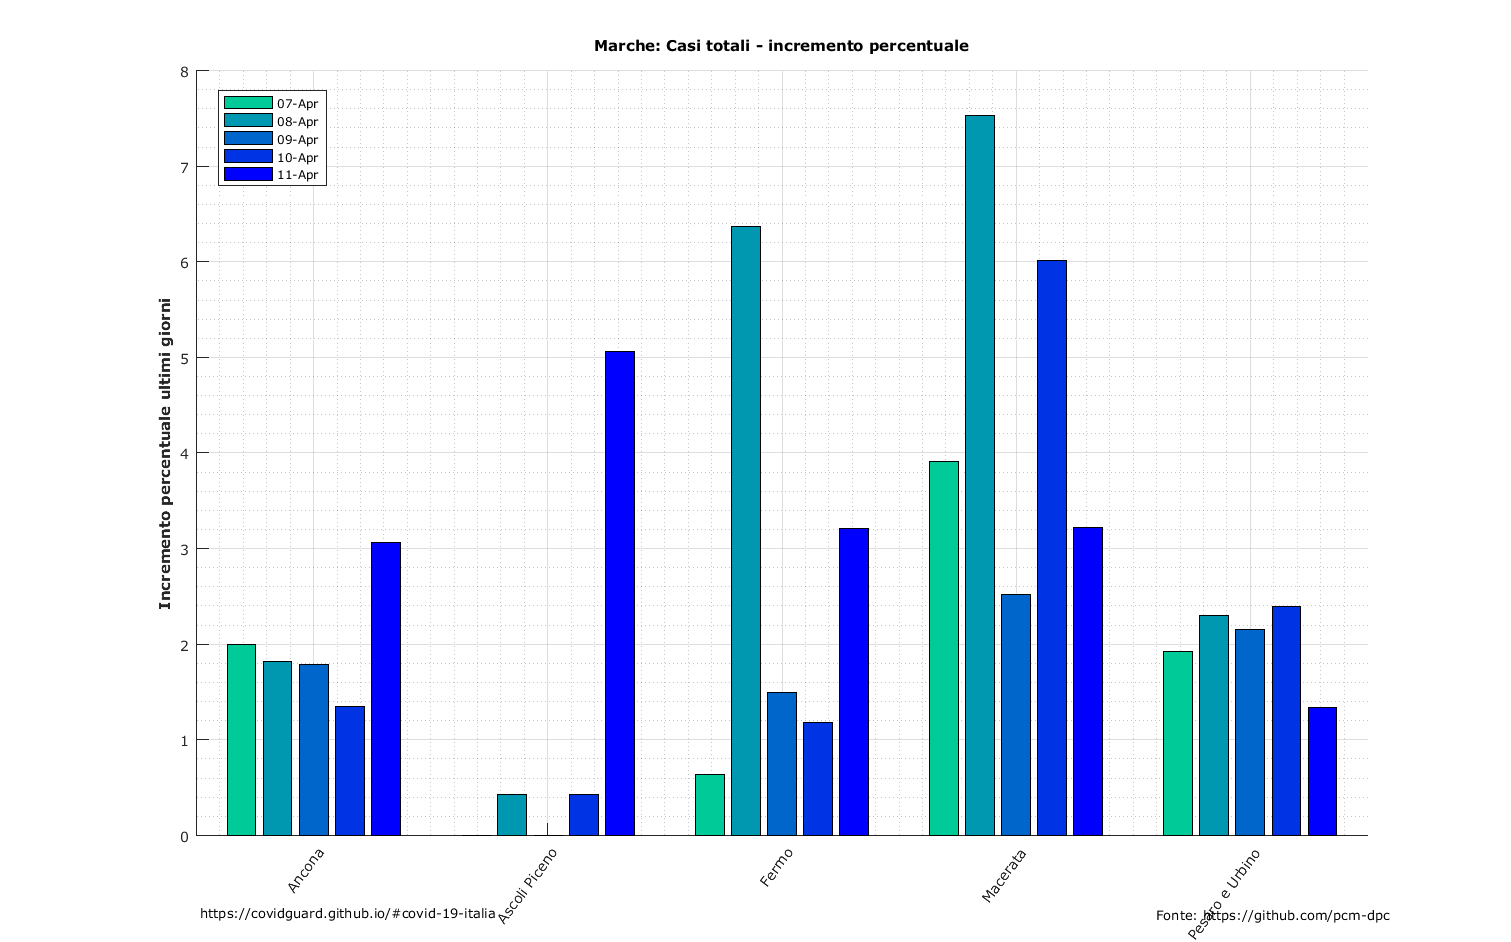 Marche: Casi totali - incremento percentuale
Incremento percentuale ultimi giorni
8
7
6
5
4
3
2
1
0
07-Apr
08-Apr
09-Apr
10-Apr
11-Apr
Ancona
Ascoli Piceno
Fermo
Macerata
Pesaro e Urbino
https://covidguard.github.io/#covid-19-italia
Fonte: https://github.com/pcm-dpc